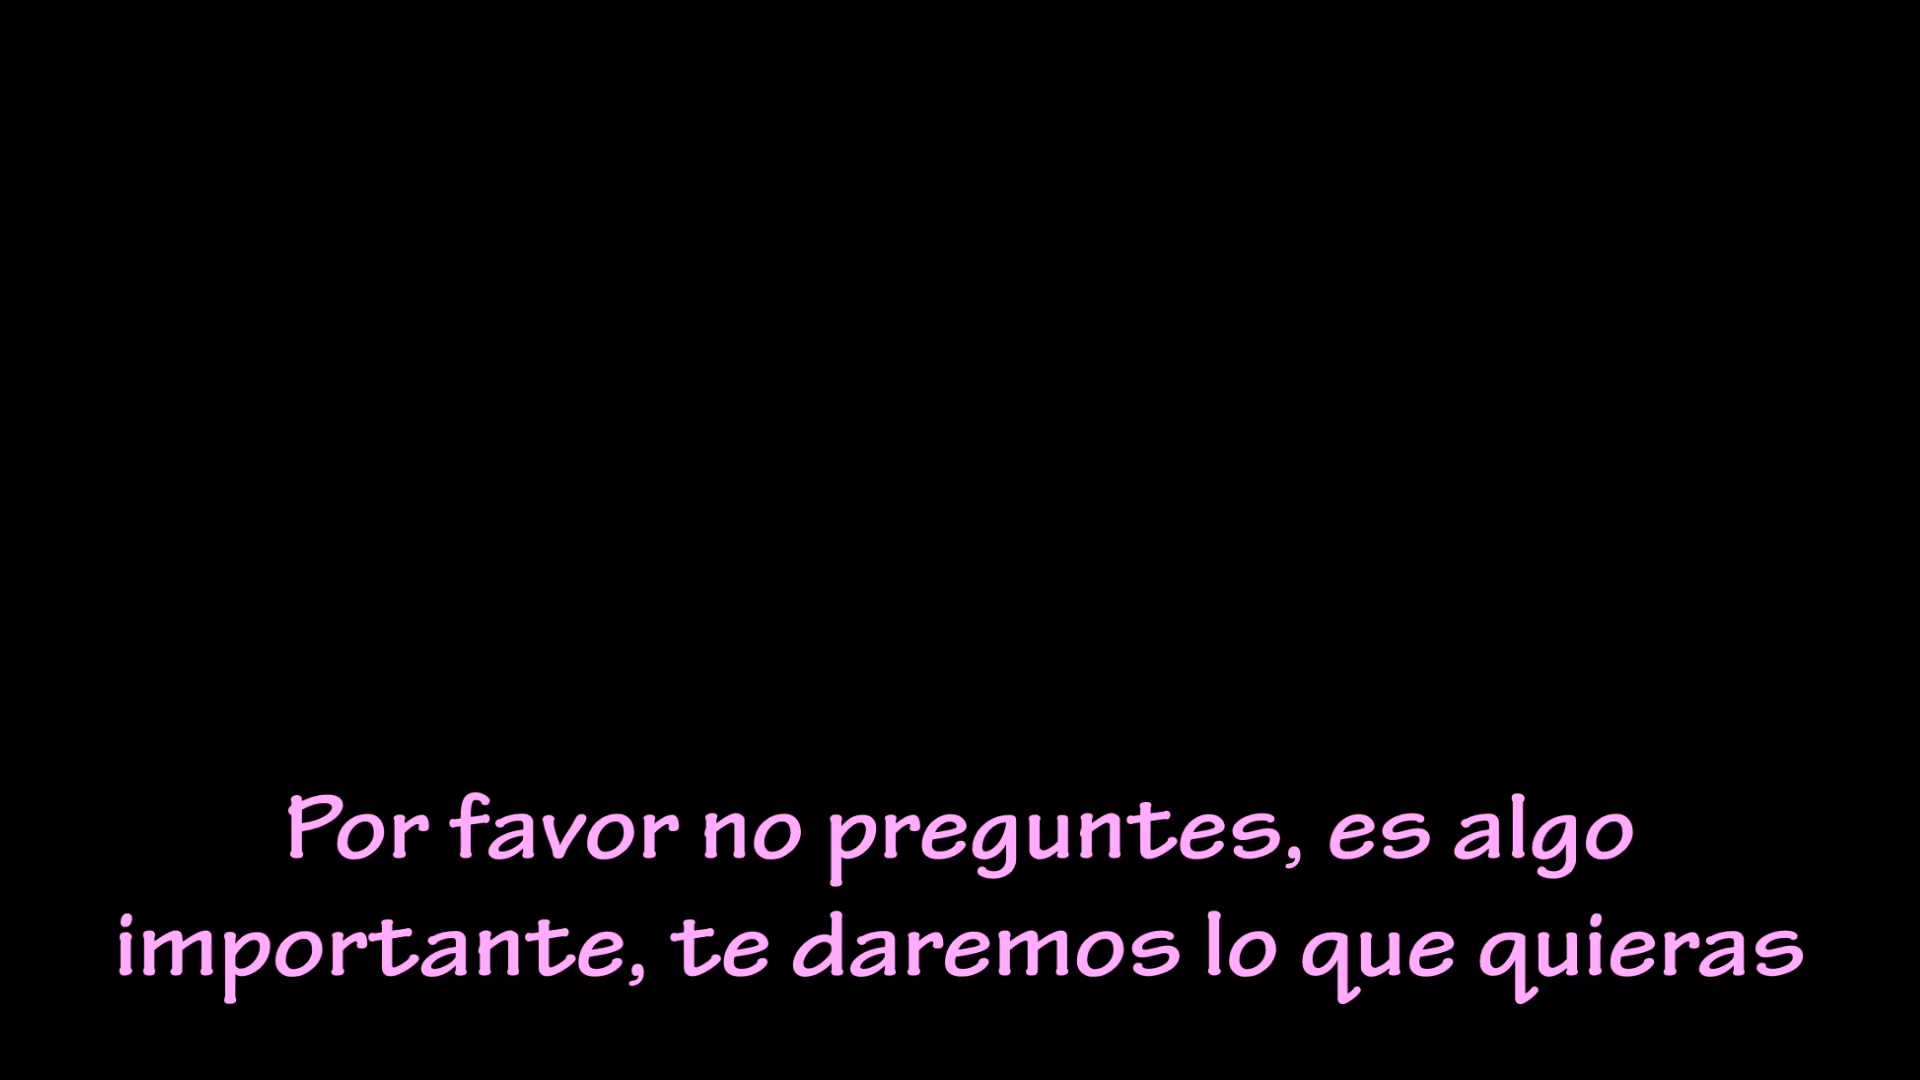 Por favor no preguntes, es algo
importante, te daremos lo que quieras